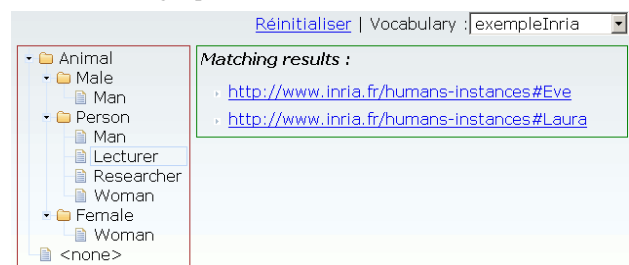 Réinitialiser | Vocabulary : exempleInria
Animal
Male
Man
Person
Man
Lecturer
Researcher
Woman
Female
Woman
<none>
Matching results :
http://www.inria.fr/humans-instances#Eve
http://www.inria.fr/humans-instances#Laura